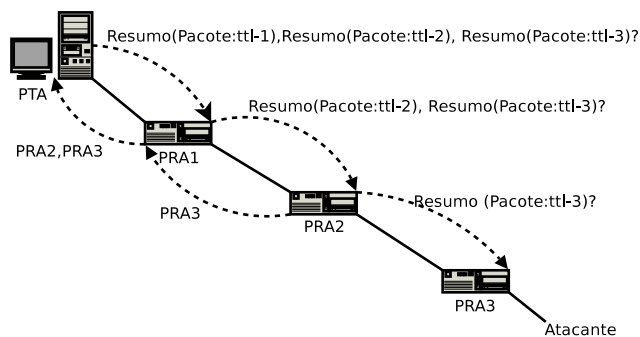 Resumo(Pacote:ttl-1),Resumo(Pacote:ttl-2), Resumo(Pacote:ttl-3)?
PTA
Resumo(Pacote:ttl-2), Resumo(Pacote:ttl-3)?
PRA2,PRA3
PRA1
PRA3
Resumo (Pacote:ttl-3)?
PRA2
PRA3
Atacante